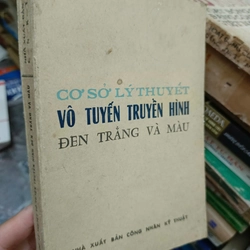 CƠ SỞ LÝ THUYẾT
VÔ TUYẾN TRUYỀN HÌNH
ĐEN TRẮNG VÀ MÀU
NHÀ XUẤT BẢN CÔNG NHÂN KỸ THUẬT